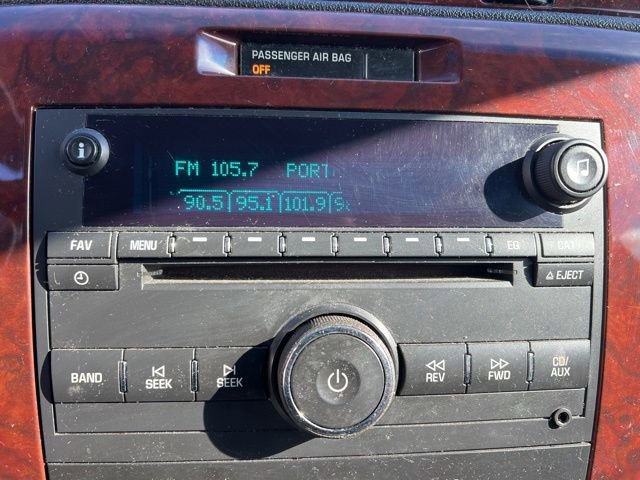 PASSENGER AIR BAG
OFF
FM 105.7 PORT
90.5 95.1 101.9
FAV MENU EQ CAT
EJECT
BAND SEEK SEEK REV FWD CD/
AUX